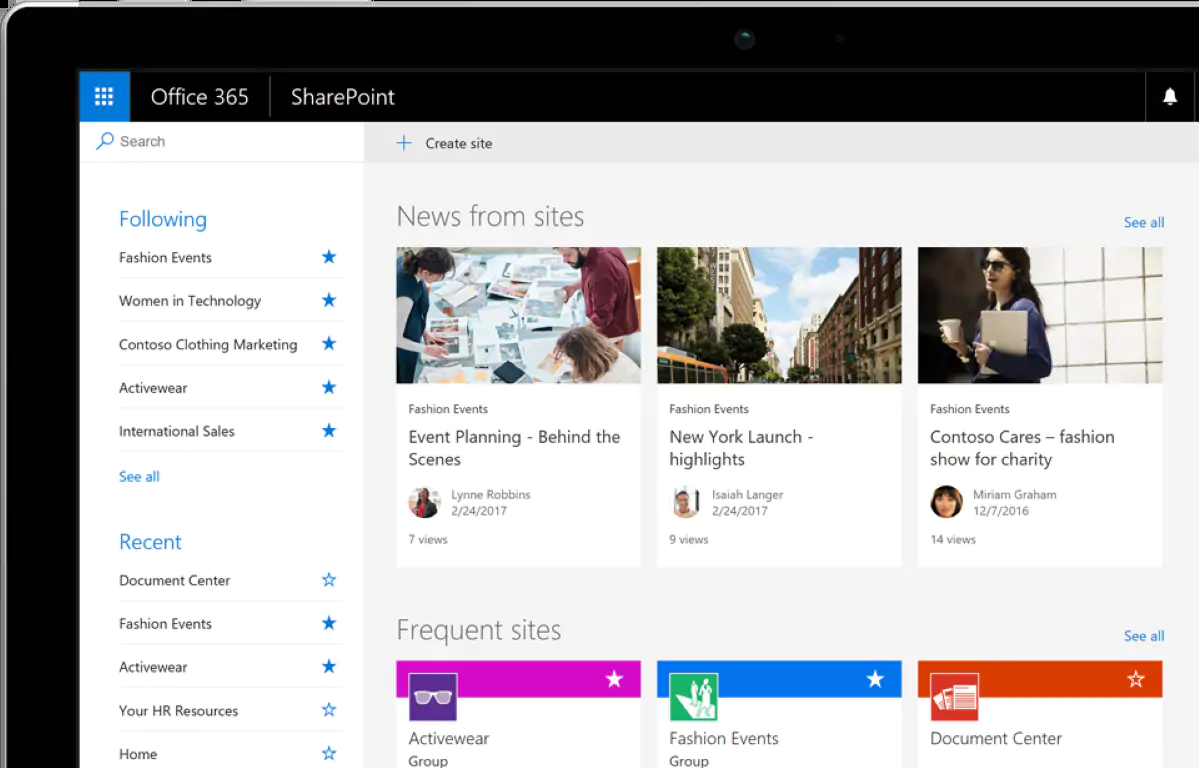 Office 365
SharePoint
Search
Create site
Following
Fashion Events
Women in Technology
Contoso Clothing Marketing
Activewear
International Sales
See all
Recent
Document Center
Fashion Events
Activewear
Your HR Resources
Home
News from sites
See all
Fashion Events
Event Planning - Behind the
Scenes
Lynne Robbins
2/24/2017
7 views
Fashion Events
New York Launch -
highlights
Isaiah Langer
2/24/2017
9 views
Fashion Events
Contoso Cares – fashion
show for charity
Miriam Graham
12/7/2016
14 views
Frequent sites
See all
Activewear
Group
Fashion Events
Group
Document Center